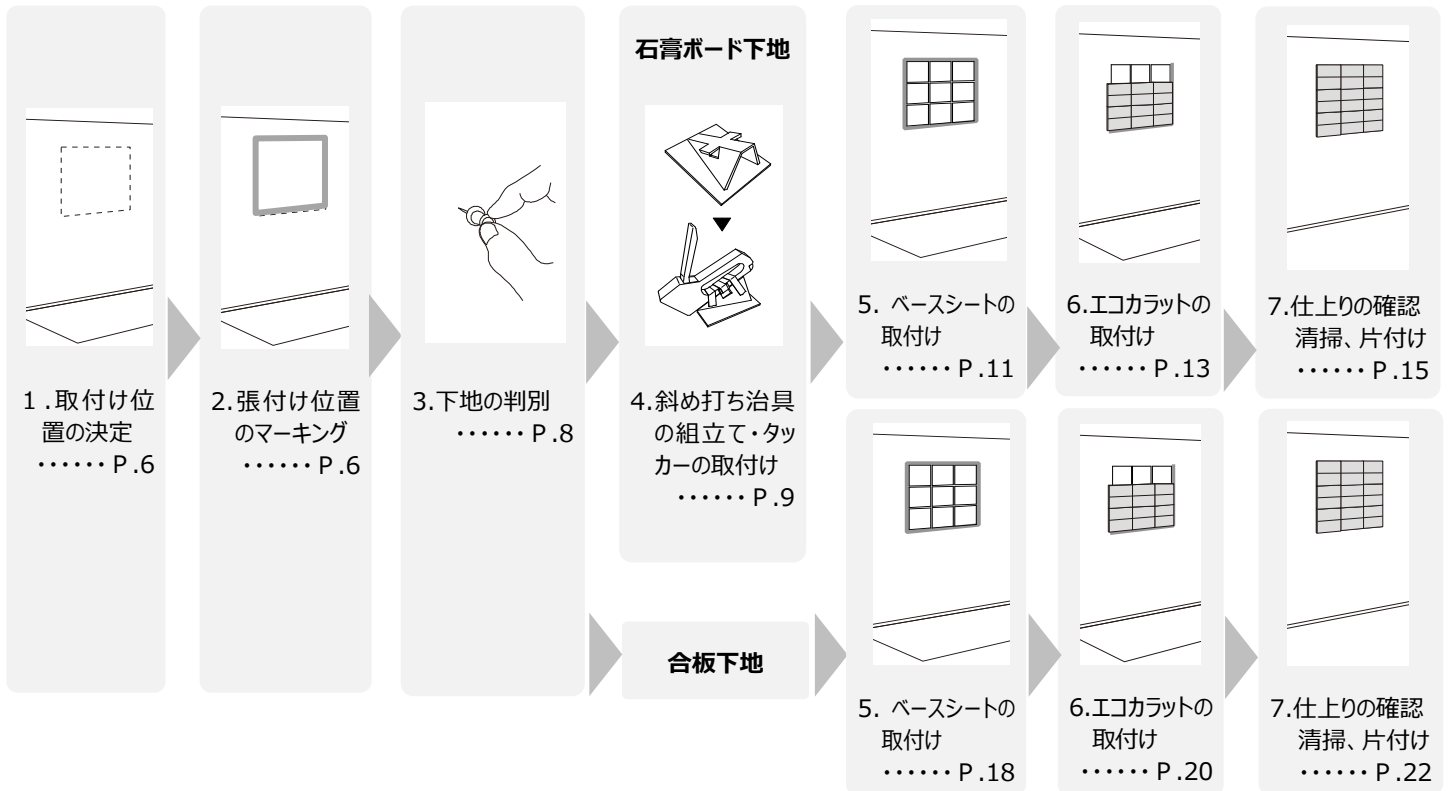 1.取付け位
置の決定
・・・・・・ P.6
2.張付け位置
のマーキング
・・・・・・ P.6
3.下地の判別
・・・・・・ P.8
石膏ボード下地
4.斜め打ち治具
の組立て・タッ
カーの取付け
・・・・・・ P.9
5. ベースシートの
取付け
・・・・・・ P.11
6.エコカラットの
取付け
・・・・・・ P.13
7.仕上りの確認
清掃、片付け
・・・・・・ P.15
合板下地
5. ベースシートの
取付け
・・・・・・ P.18
6.エコカラットの
取付け
・・・・・・ P.20
7.仕上りの確認
清掃、片付け
・・・・・・ P.22